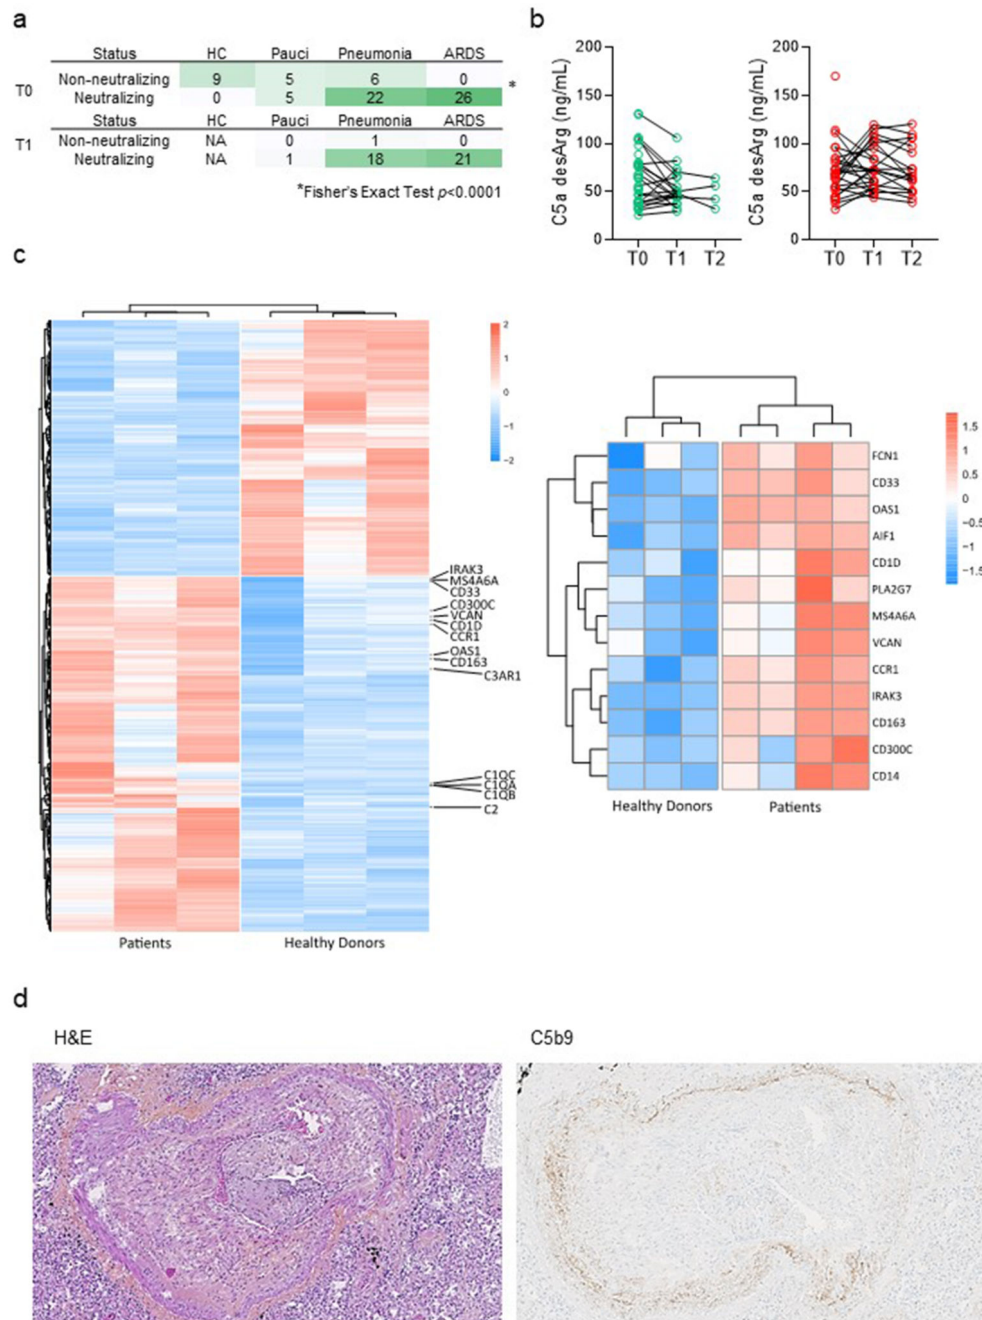 a
Status HC Pauci Pneumonia ARDS
T0
Non-neutralizing 9 5 6 0
Neutralizing 0 5 22 26
*
Status HC Pauci Pneumonia ARDS
T1
Non-neutralizing NA 0 1 0
Neutralizing NA 1 18 21
*Fisher's Exact Test p<0.0001
b
C5a desArg (ng/mL)
200
150
100
50
0
T0 T1 T2
C5a desArg (ng/mL)
200
150
100
50
0
T0 T1 T2
c
2
1
0
−1
−2
IRAK3
MS4A6A
CD33
CD300C
VCAN
CD1D
CCR1
OAS1
CD163
C3AR1
C1QC
C1QA
C1QB
C2
Patients Healthy Donors
1.5
1
0.5
0
−0.5
−1
−1.5
FCN1
CD33
OAS1
AIF1
CD1D
PLA2G7
MS4A6A
VCAN
CCR1
IRAK3
CD163
CD300C
CD14
Healthy Donors Patients
d
H&E C5b9